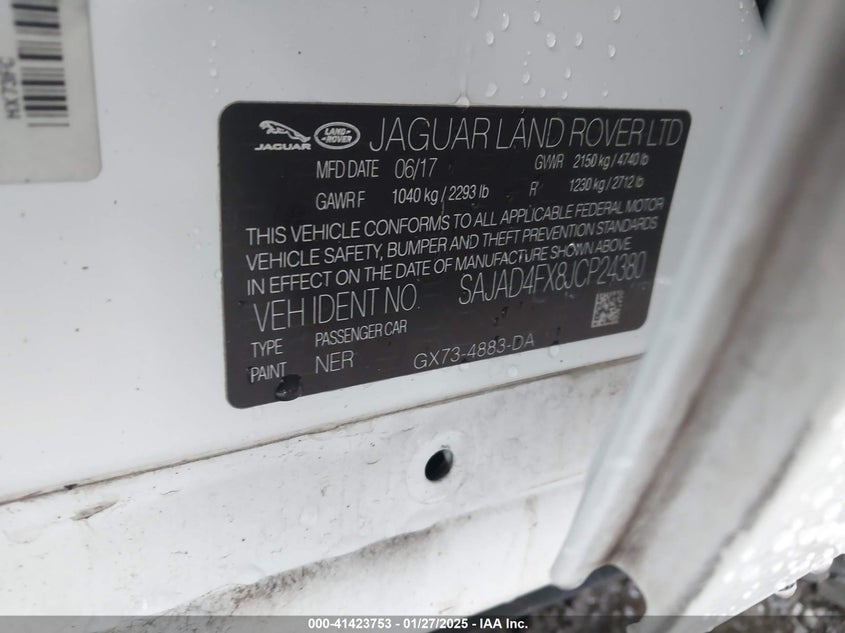 MX73BFC
JAGUAR
LAND ROVER
JAGUAR LAND ROVER LTD
MFD DATE 06/17 GVWR 2150 kg / 4740 lb
GAWR F 1040 kg / 2293 lb R 1230 kg / 2712 lb
THIS VEHICLE CONFORMS TO ALL APPLICABLE FEDERAL MOTOR
VEHICLE SAFETY, BUMPER AND THEFT PREVENTION STANDARDS
IN EFFECT ON THE DATE OF MANUFACTURE SHOWN ABOVE
VEH IDENT NO. SAJAD4FX8JCP24380
TYPE PASSENGER CAR
PAINT NER GX73-4883-DA
000-41423753 - 01/27/2025 - IAA Inc.